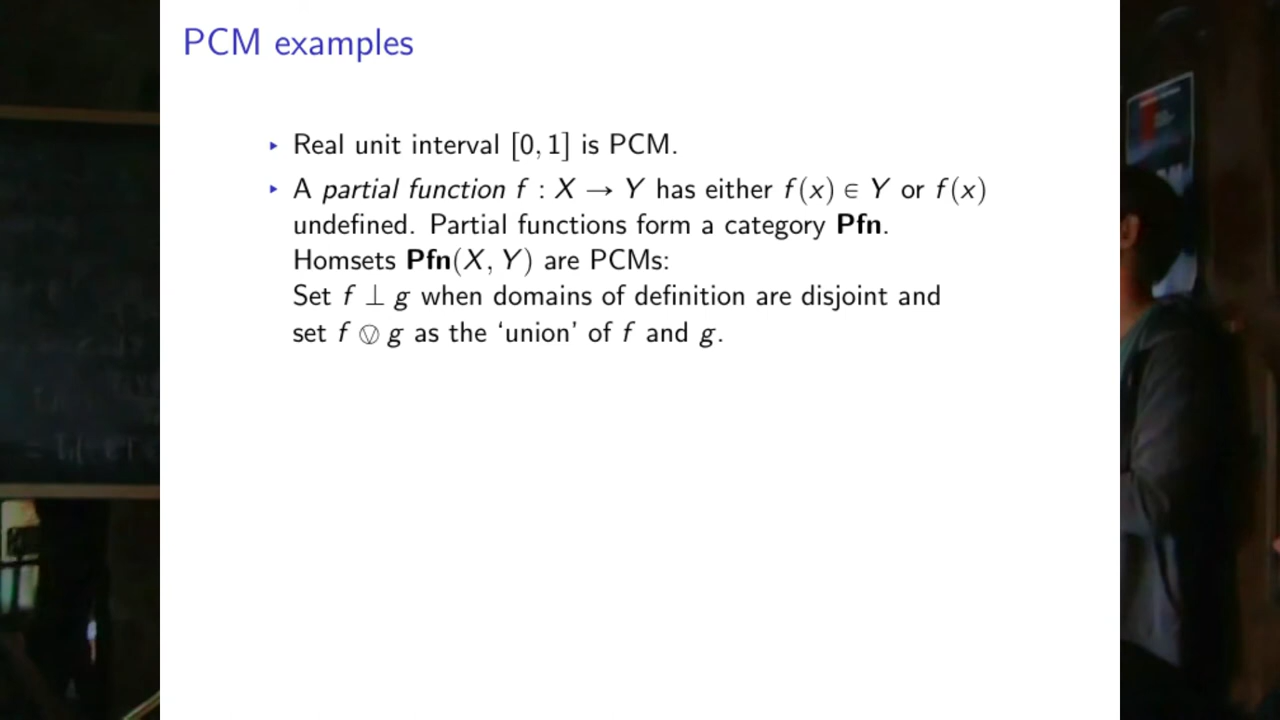 PCM examples
▸ Real unit interval [0, 1] is PCM.
▸ A partial function f : X → Y has either f(x) ∈ Y or f(x)
undefined. Partial functions form a category Pfn.
Homsets Pfn(X, Y) are PCMs:
Set f ⊥ g when domains of definition are disjoint and
set f ⦶ g as the ‘union’ of f and g.